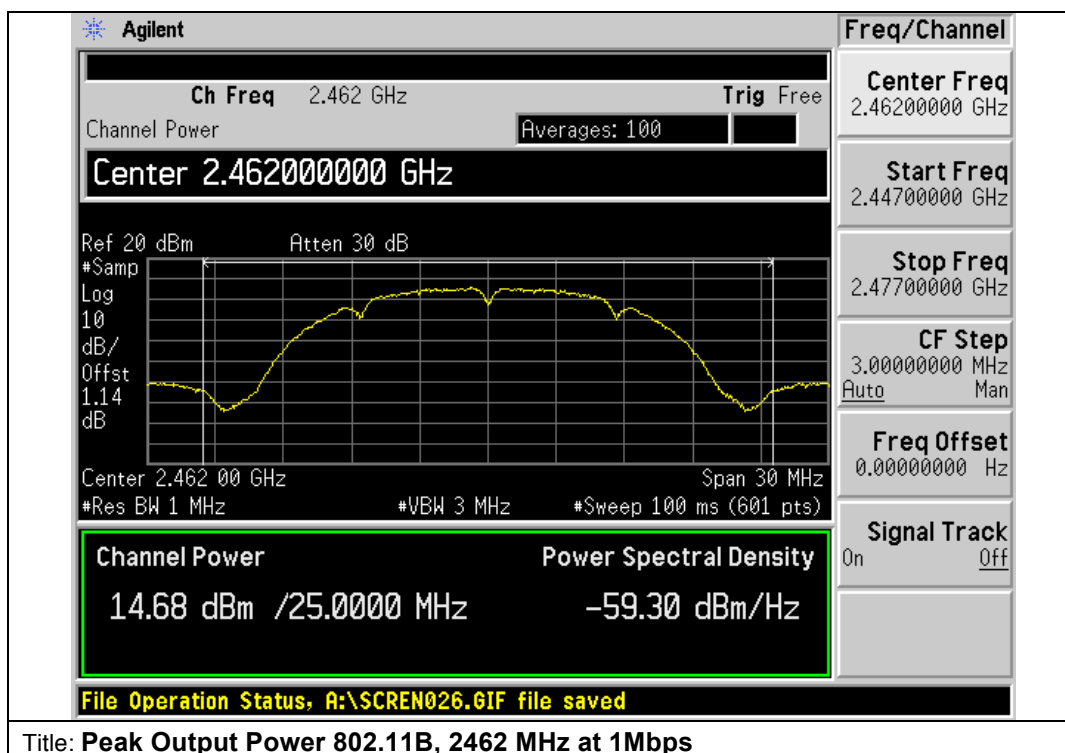 Agilent
Freq/Channel
Ch Freq 2.462 GHz Trig Free
Channel Power Averages: 100
Center 2.462000000 GHz
Ref 20 dBm Atten 30 dB
#Samp
Log
10
dB/
Offst
1.14
dB
Center 2.462 00 GHz Span 30 MHz
#Res BW 1 MHz #VBW 3 MHz #Sweep 100 ms (601 pts)
Channel Power Power Spectral Density
14.68 dBm /25.0000 MHz -59.30 dBm/Hz
File Operation Status, A:\SCREN026.GIF file saved
Center Freq
2.46200000 GHz
Start Freq
2.44700000 GHz
Stop Freq
2.47700000 GHz
CF Step
3.00000000 MHz
Auto Man
Freq Offset
0.00000000 Hz
Signal Track
On Off
Title: Peak Output Power 802.11B, 2462 MHz at 1Mbps